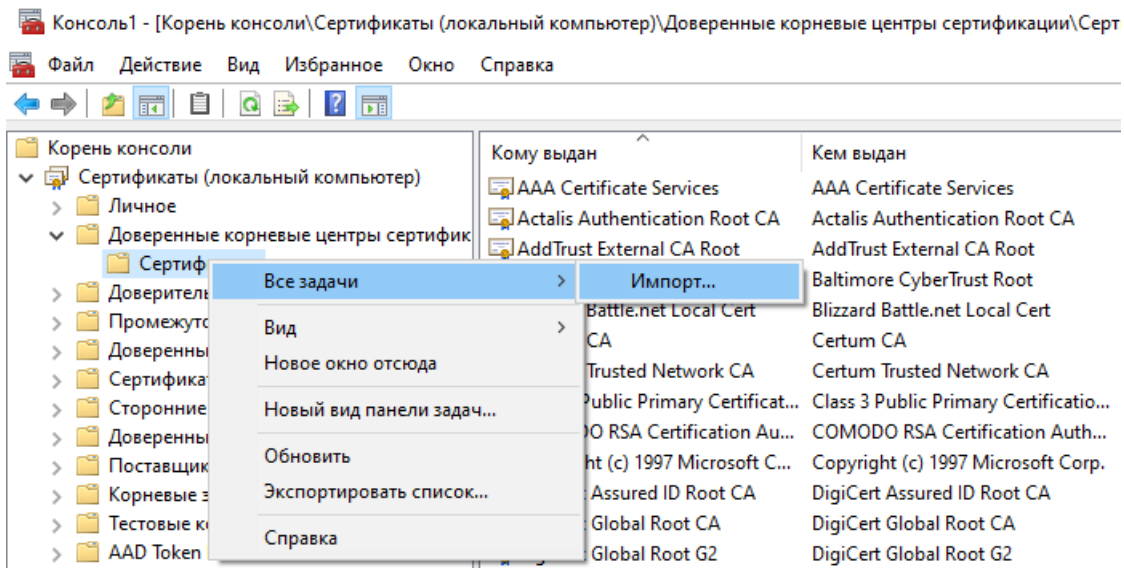 Консоль1 - [Корень консоли\Сертификаты (локальный компьютер)\Доверенные корневые центры сертификации\Серт
Файл Действие Вид Избранное Окно Справка
Корень консоли
Сертификаты (локальный компьютер)
Личное
Доверенные корневые центры сертифик
Сертиф
Доверитель
Промежуто
Доверенны
Сертифика
Сторонние
Доверенны
Поставщик
Корневые з
Тестовые к
AAD Token
Все задачи
Вид
Новое окно отсюда
Новый вид панели задач...
Обновить
Экспортировать список...
Справка
Импорт...
Кому выдан Кем выдан
AAA Certificate Services AAA Certificate Services
Actalis Authentication Root CA Actalis Authentication Root CA
AddTrust External CA Root AddTrust External CA Root
Baltimore CyberTrust Root
Battle.net Local Cert Blizzard Battle.net Local Cert
CA Certum CA
Trusted Network CA Certum Trusted Network CA
Public Primary Certificat... Class 3 Public Primary Certificatio...
O RSA Certification Au... COMODO RSA Certification Auth...
ht (c) 1997 Microsoft C... Copyright (c) 1997 Microsoft Corp.
Assured ID Root CA DigiCert Assured ID Root CA
Global Root CA DigiCert Global Root CA
Global Root G2 DigiCert Global Root G2